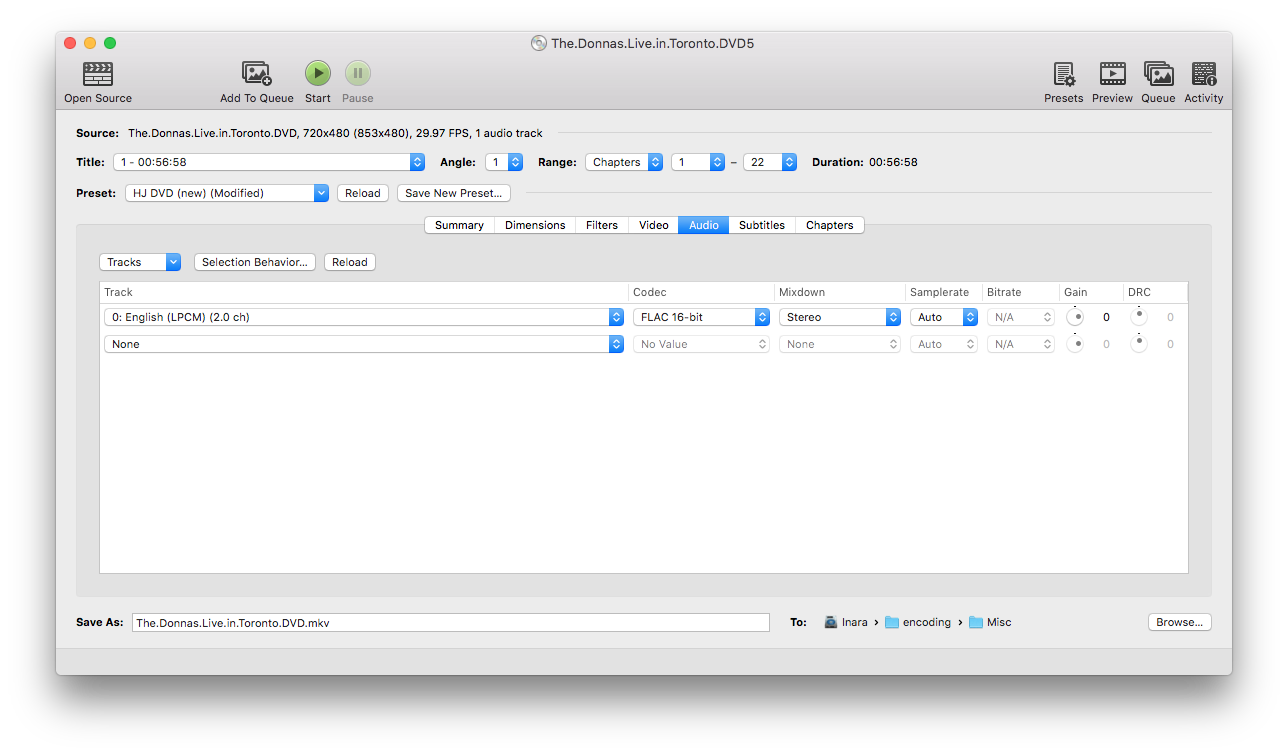 The.Donnas.Live.in.Toronto.DVD5
Open Source Add To Queue Start Pause Presets Preview Queue Activity
Source: The.Donnas.Live.in.Toronto.DVD, 720x480 (853x480), 29.97 FPS, 1 audio track
Title: 1 - 00:56:58 Angle: 1 Range: Chapters 1 – 22 Duration: 00:56:58
Preset: HJ DVD (new) (Modified) Reload Save New Preset...
Summary Dimensions Filters Video Audio Subtitles Chapters
Tracks Selection Behavior... Reload
Track Codec Mixdown Samplerate Bitrate Gain DRC
0: English (LPCM) (2.0 ch) FLAC 16-bit Stereo Auto N/A 0 0
None No Value None Auto N/A 0 0
Save As: The.Donnas.Live.in.Toronto.DVD.mkv To: Inara › encoding › Misc Browse...